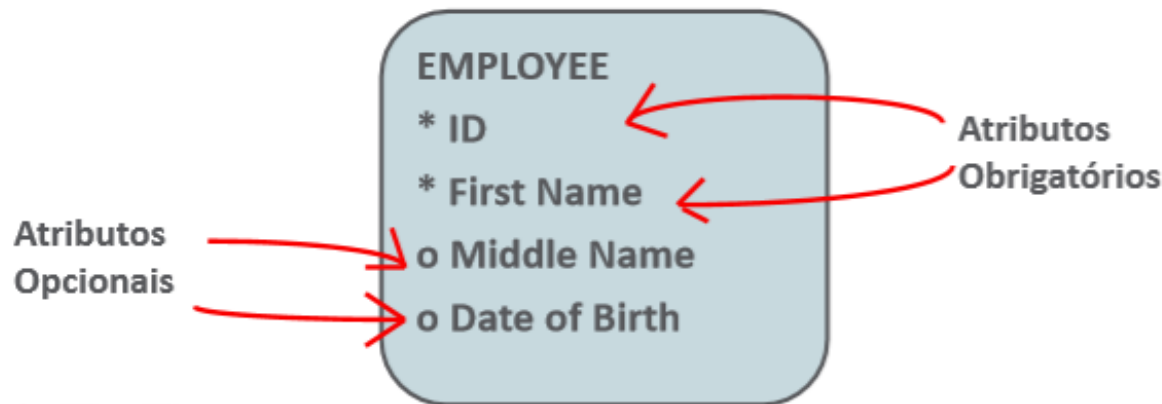 EMPLOYEE
* ID
* First Name
o Middle Name
o Date of Birth
Atributos
Obrigatórios
Atributos
Opcionais